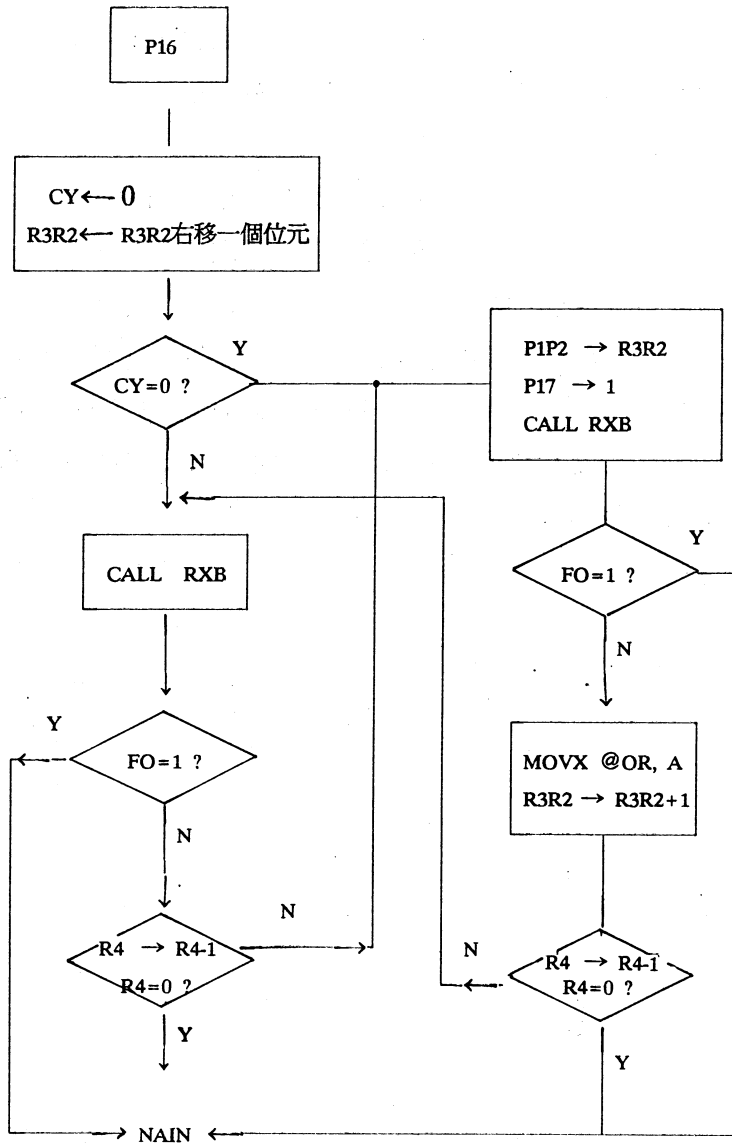 P16
CY← 0
R3R2← R3R2右移一個位元
CY=0 ?
Y
N
CALL RXB
FO=1 ?
Y
N
R4 → R4-1
R4=0 ?
N
Y
P1P2 → R3R2
P17 → 1
CALL RXB
FO=1 ?
Y
N
MOVX @OR, A
R3R2 → R3R2+1
R4 → R4-1
R4=0 ?
N
Y
NAIN